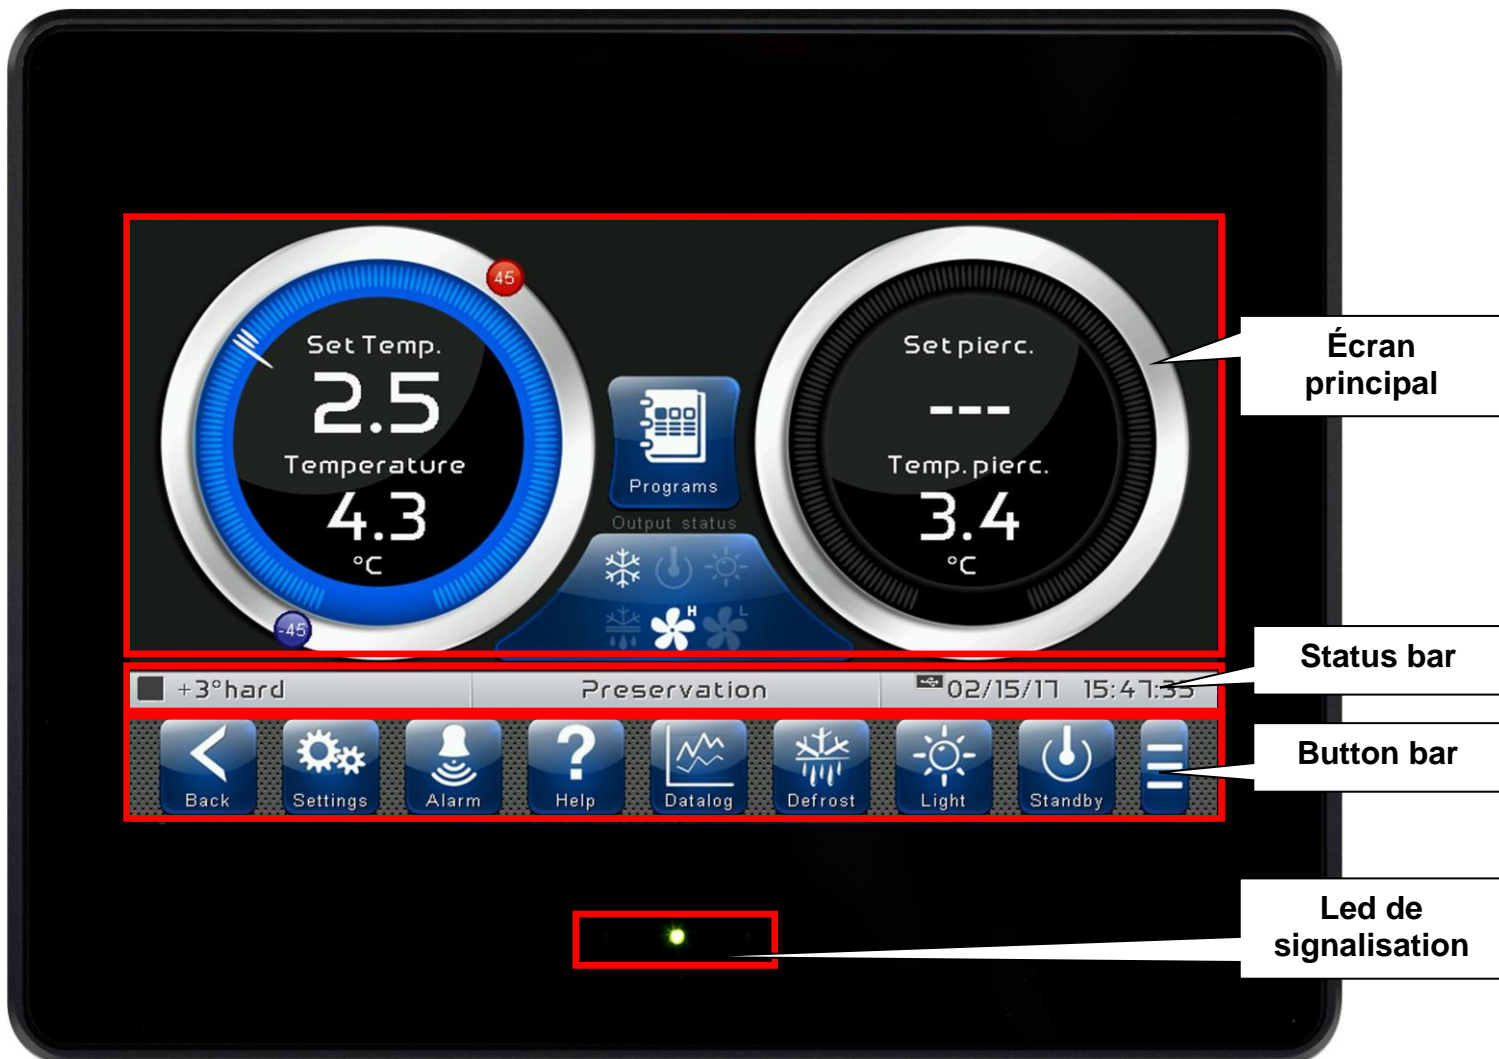 45
Set Temp.
2.5
Temperature
4.3
°C
-45
Programs
Output status
H
L
Set pierc.
---
Temp. pierc.
3.4
°C
Écran
principal
+3°hard
Preservation
02/15/17 15:47:35
Status bar
Back
Settings
Alarm
Help
Datalog
Defrost
Light
Standby
Button bar
Led de
signalisation